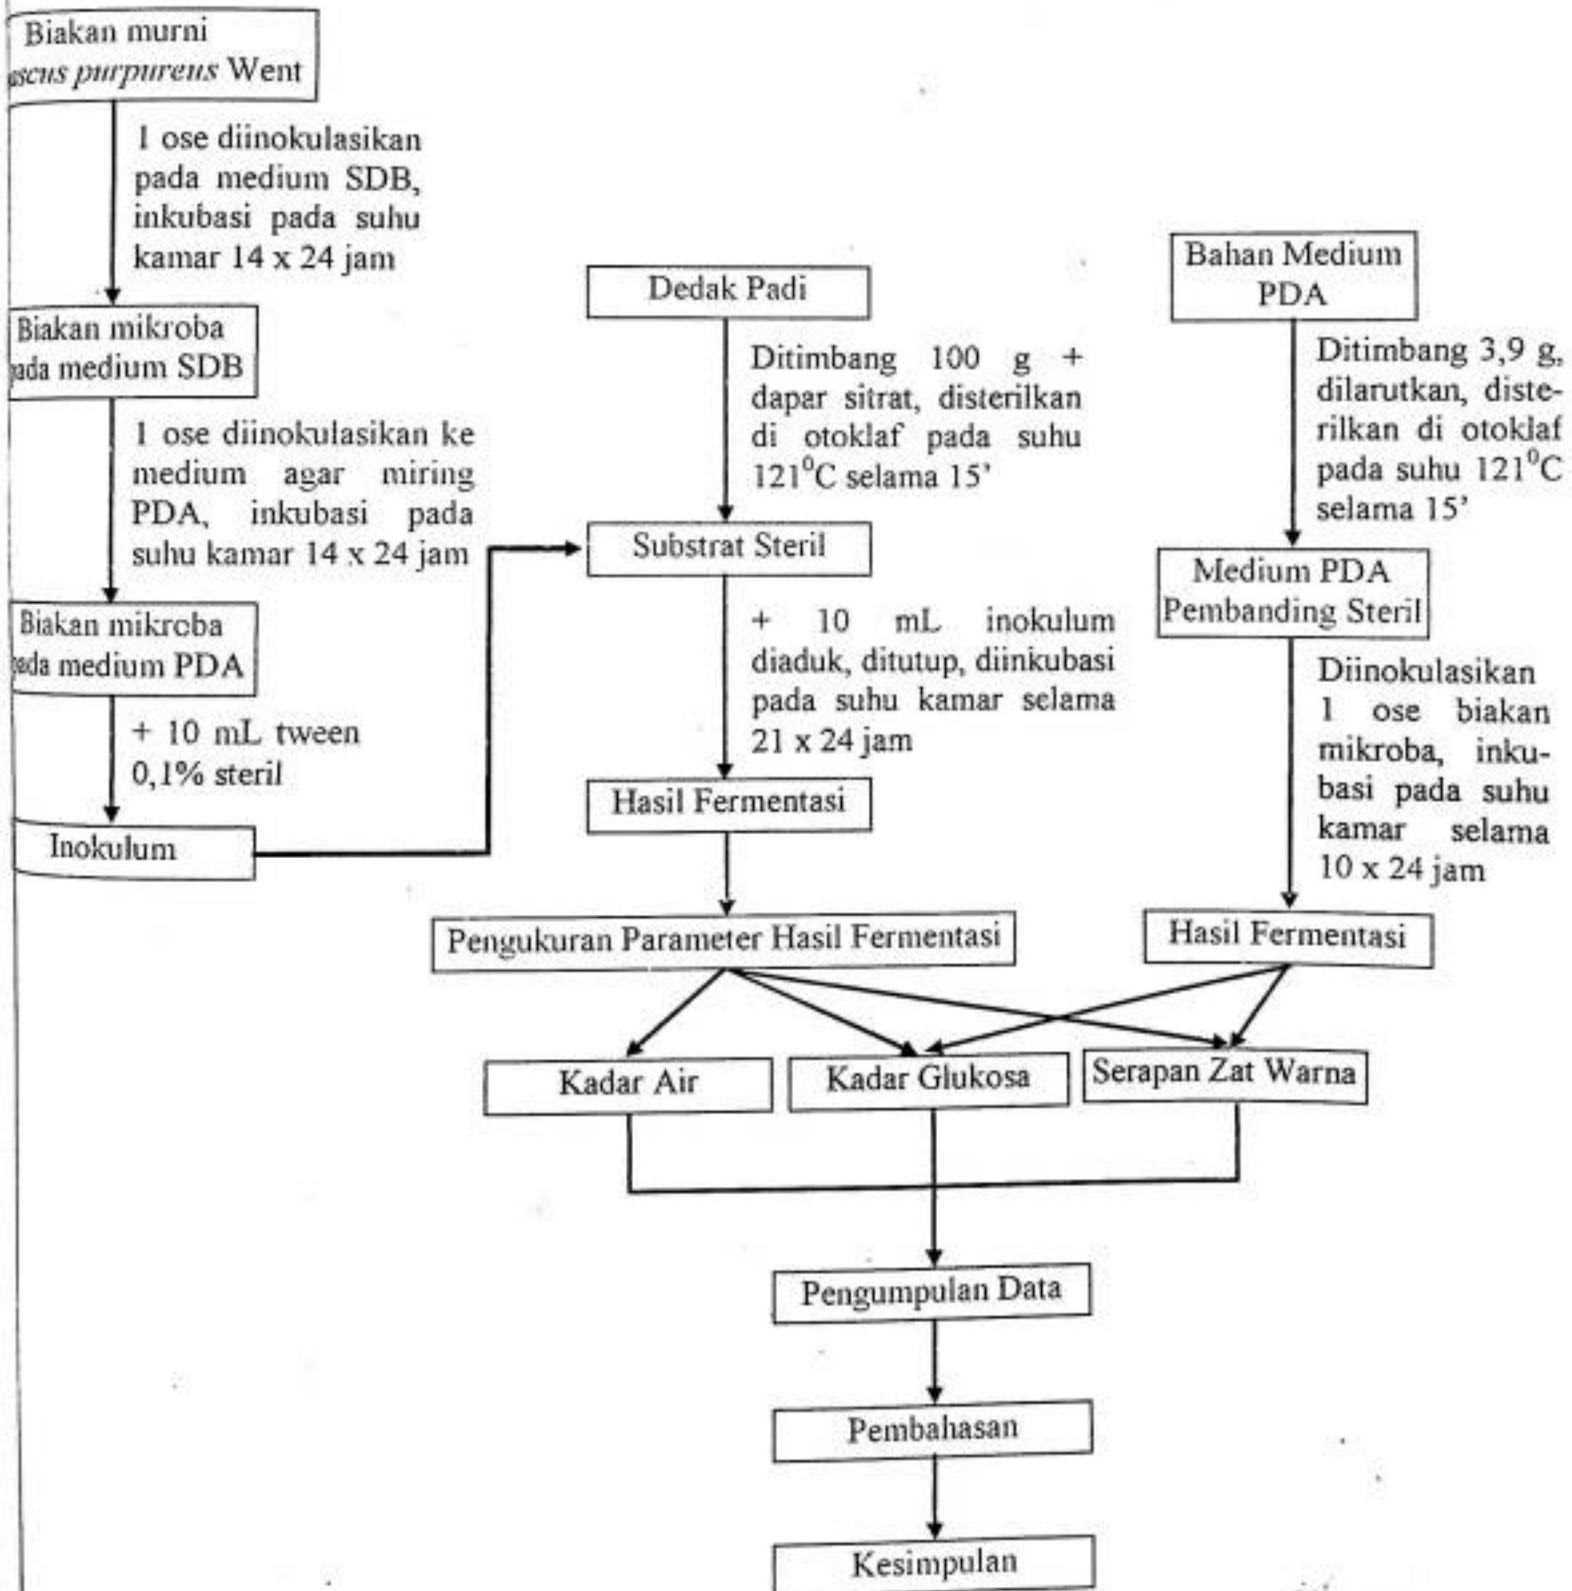 Biakan murni
purpureus Went
1 ose diinokulasikan
pada medium SDB,
inkubasi pada suhu
kamar 14 x 24 jam
Biakan mikroba
medium SDB
1 ose diinokulasikan ke
medium agar miring
PDA, inkubasi pada
suhu kamar 14 x 24 jam
Biakan mikroba
medium PDA
+ 10 mL tween
0,1% steril
Inokulum
Dedak Padi
Ditimbang 100 g +
dapar sitrat, disterilkan
di otoklaf pada suhu
121⁰C selama 15’
Substrat Steril
+ 10 mL inokulum
diaduk, ditutup, diinkubasi
pada suhu kamar selama
21 x 24 jam
Hasil Fermentasi
Pengukuran Parameter Hasil Fermentasi
Bahan Medium
PDA
Ditimbang 3,9 g,
dilarutkan, diste-
rilkan di otoklaf
pada suhu 121⁰C
selama 15’
Medium PDA
Pembanding Steril
Diinokulasikan
1 ose biakan
mikroba, inku-
basi pada suhu
kamar selama
10 x 24 jam
Hasil Fermentasi
Kadar Air
Kadar Glukosa
Serapan Zat Warna
Pengumpulan Data
Pembahasan
Kesimpulan